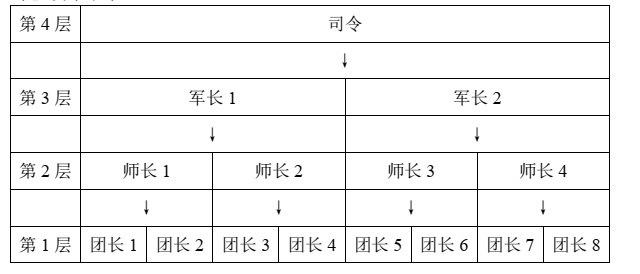 第 4 层 司令
↓
第 3 层 军长 1 军长 2
↓ ↓
第 2 层 师长 1 师长 2 师长 3 师长 4
↓ ↓ ↓ ↓
第 1 层 团长 1 团长 2 团长 3 团长 4 团长 5 团长 6 团长 7 团长 8